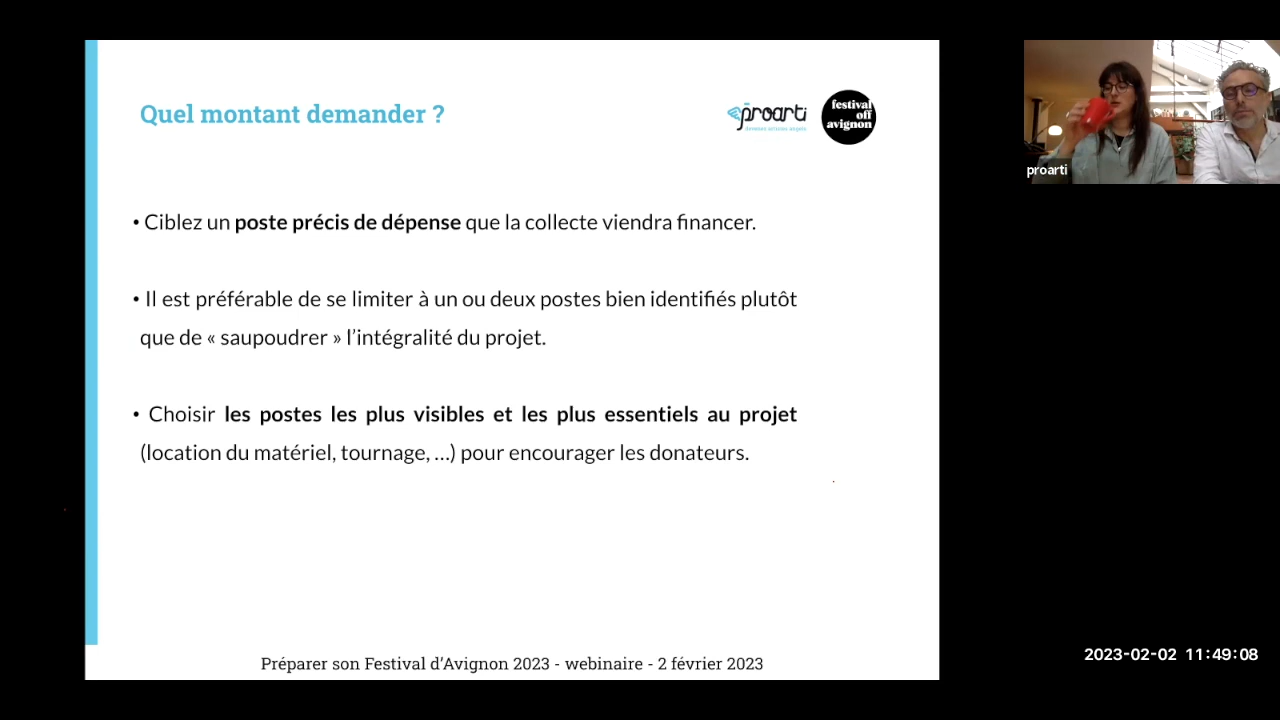 Quel montant demander ?
proarti
festival
off
avignon
• Ciblez un poste précis de dépense que la collecte viendra financer.
• Il est préférable de se limiter à un ou deux postes bien identifiés plutôt
que de « saupoudrer » l’intégralité du projet.
• Choisir les postes les plus visibles et les plus essentiels au projet
(location du matériel, tournage, …) pour encourager les donateurs.
Préparer son Festival d’Avignon 2023 - webinaire - 2 février 2023
proarti
2023-02-02 11:49:08